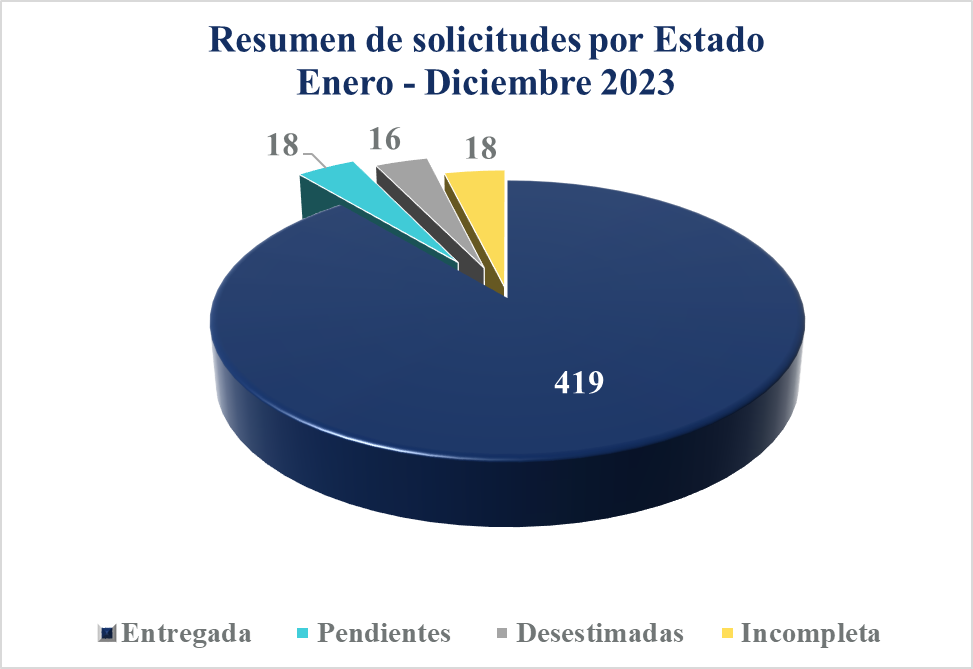 Resumen de solicitudes por Estado
Enero - Diciembre 2023
18
16
18
419
Entregada
Pendientes
Desestimadas
Incompleta